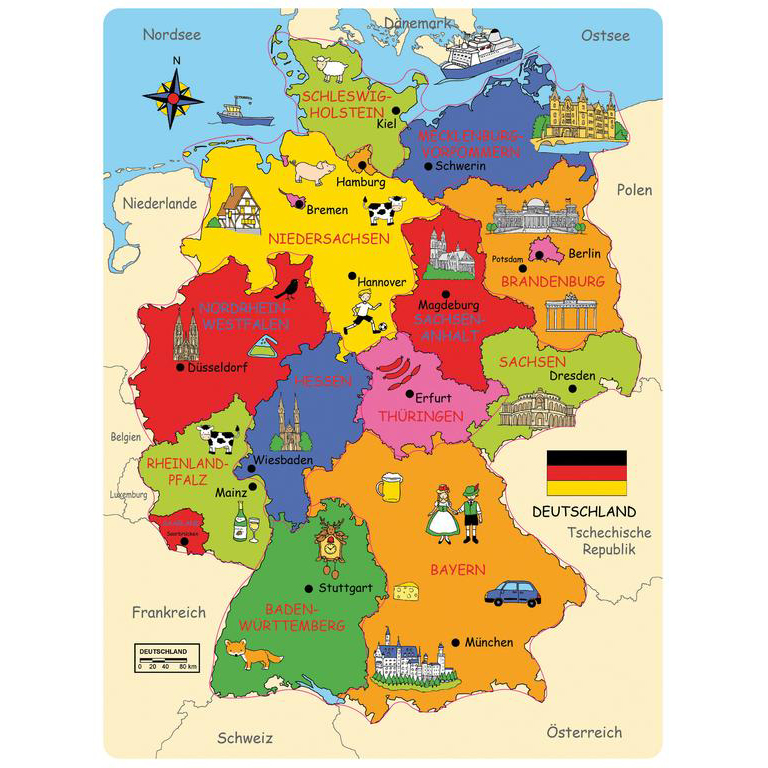 Dänemark
Nordsee
Ostsee
N
SCHLESWIG-
HOLSTEIN
Kiel
MECKLENBURG-
VORPOMMERN
Schwerin
Hamburg
Niederlande
Polen
Bremen
NIEDERSACHSEN
Berlin
Potsdam
BRANDENBURG
Hannover
Magdeburg
SACHSEN-
ANHALT
NORDRHEIN-
WESTFALEN
Düsseldorf
SACHSEN
Dresden
HESSEN
Erfurt
THÜRINGEN
Belgien
Wiesbaden
RHEINLAND-
PFALZ
Mainz
Luxemburg
DEUTSCHLAND
SAARLAND
Saarbrücken
Tschechische
Republik
BAYERN
Stuttgart
Frankreich
BADEN-
WÜRTTEMBERG
München
DEUTSCHLAND
0 20 40 80 km
Schweiz
Österreich